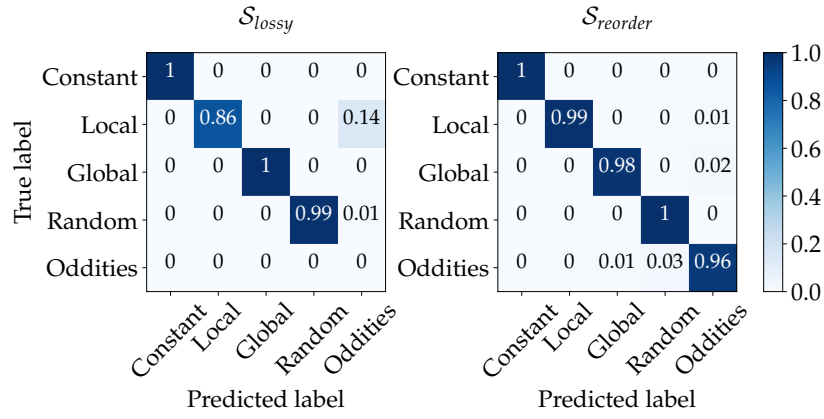 S_lossy S_reorder
True label
Constant 1 0 0 0 0
Local 0 0.86 0 0 0.14
Global 0 0 1 0 0
Random 0 0 0 0.99 0.01
Oddities 0 0 0 0 0
Constant Local Global Random Oddities
Predicted label
Constant 1 0 0 0 0
Local 0 0.99 0 0 0.01
Global 0 0 0.98 0 0.02
Random 0 0 0 1 0
Oddities 0 0 0.01 0.03 0.96
Constant Local Global Random Oddities
Predicted label
1.0
0.8
0.6
0.4
0.2
0.0